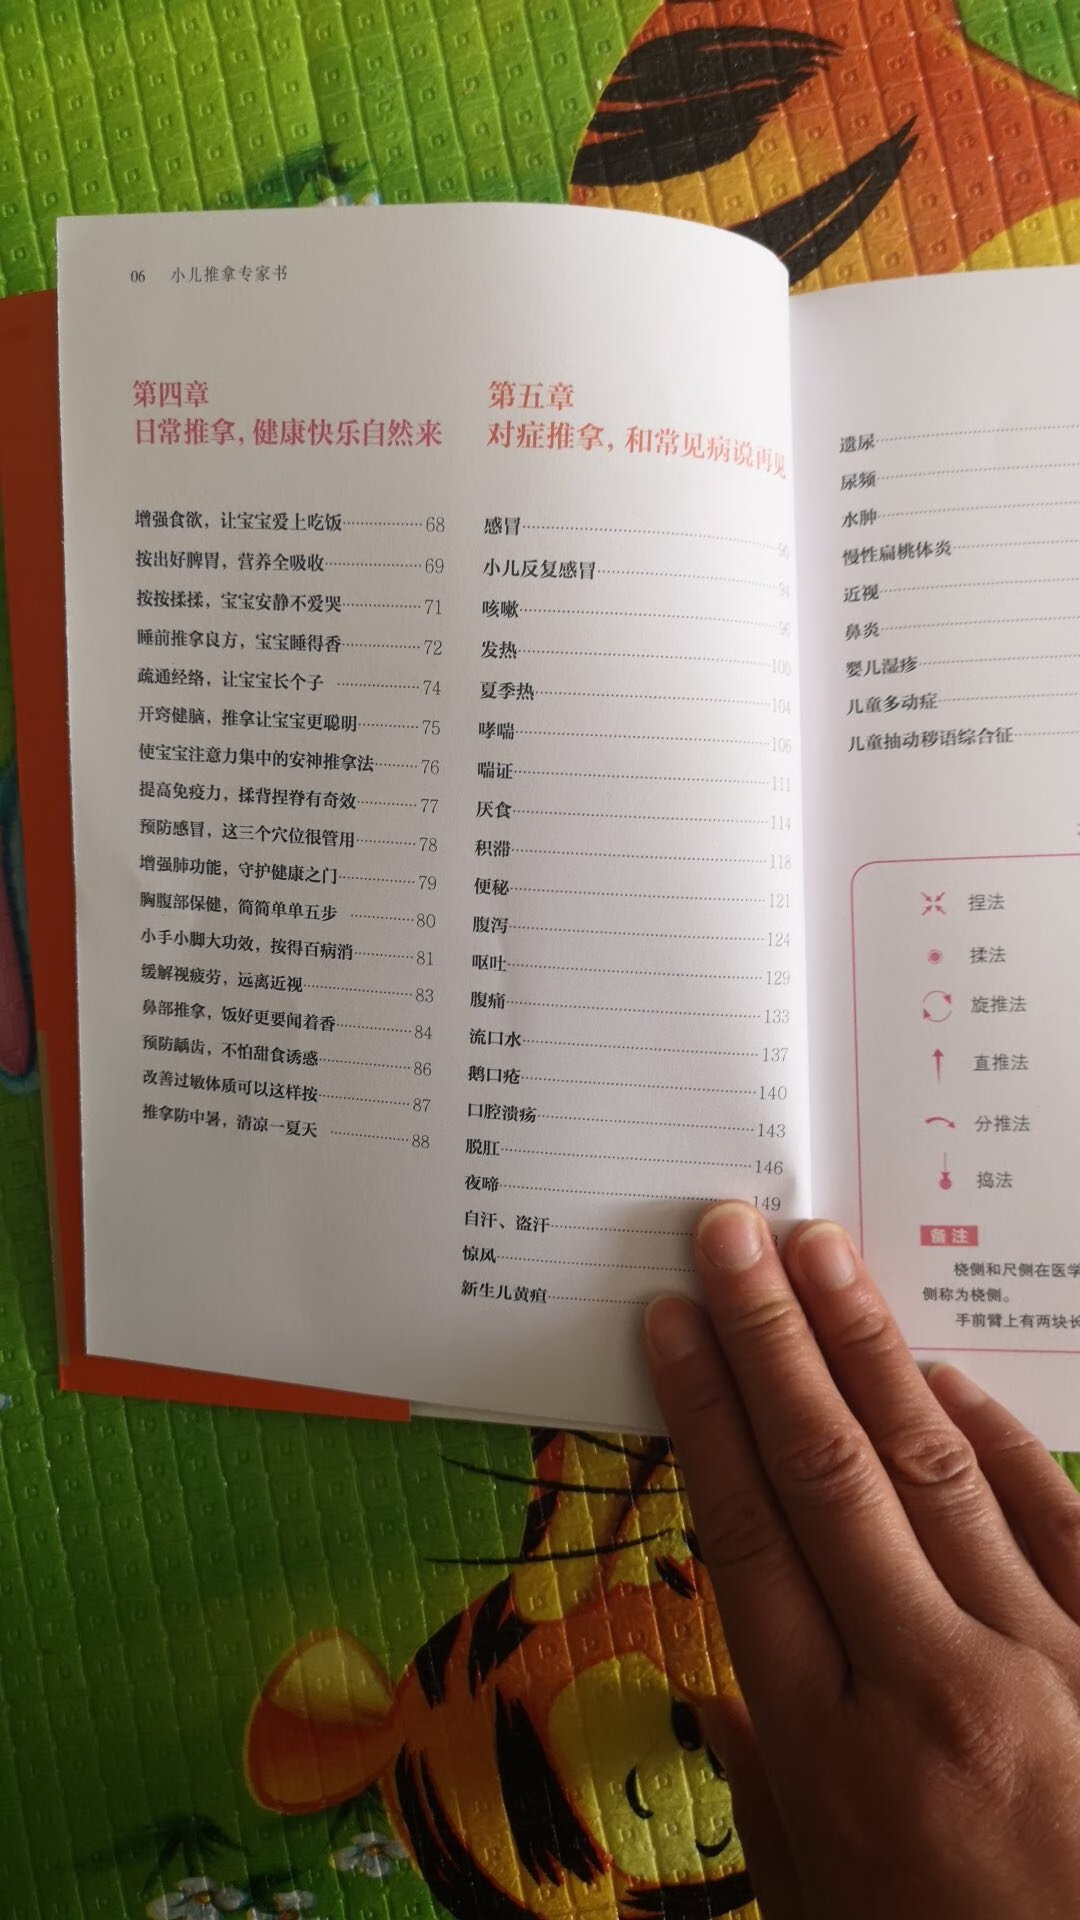 06 小儿推拿专家书
第四章
日常推拿，健康快乐自然来
增强食欲，让宝宝爱上吃饭………………68
按出好脾胃，营养全吸收………………69
按按揉揉，宝宝安静不爱哭………………71
睡前推拿良方，宝宝睡得香………………72
疏通经络，让宝宝长个子………………74
开窍健脑，推拿让宝宝更聪明………………75
使宝宝注意力集中的安神推拿法………………76
提高免疫力，揉背捏脊有奇效………………77
预防感冒，这三个穴位很管用………………78
增强肺功能，守护健康之门………………79
胸腹部保健，简简单单五步………………80
小手小脚大功效，按得百病消………………81
缓解视疲劳，远离近视………………83
鼻部推拿，饭好更要闻着香………………84
预防龋齿，不怕甜食诱惑………………86
改善过敏体质可以这样按………………87
推拿防中暑，清凉一夏天………………88
第五章
对症推拿，和常见病说再见
感冒………………90
小儿反复感冒………………94
咳嗽………………96
发热………………100
夏季热………………104
哮喘………………106
喘证………………111
厌食………………114
积滞………………118
便秘………………121
腹泻………………124
呕吐………………129
腹痛………………133
流口水………………137
鹅口疮………………140
口腔溃疡………………143
脱肛………………146
夜啼………………149
自汗、盗汗………………
惊风………………
新生儿黄疸………………
遗尿………………
尿频………………
水肿………………
慢性扁桃体炎………………
近视………………
鼻炎………………
婴儿湿疹………………
儿童多动症………………
儿童抽动秽语综合征………………
捏法
揉法
旋推法
直推法
分推法
捣法
备注
桡侧和尺侧在医学
侧称为桡侧。
手前臂上有两块长